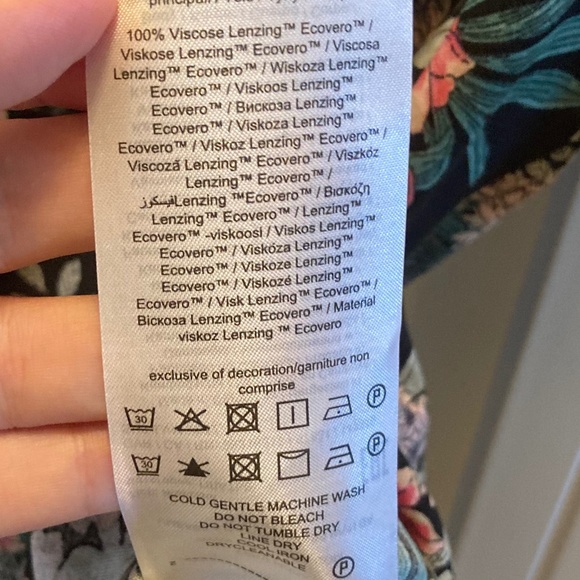 100% Viscose Lenzing™ Ecovero™ /
Viskose Lenzing™ Ecovero™ / Viscosa
Lenzing™ Ecovero™ / Wiskoza Lenzing™
Ecovero™ / Viskoos Lenzing™
Ecovero™ / Вискоза Lenzing™
Ecovero™ / Viskoza Lenzing™
Ecovero™ / Viskoz Lenzing™ Ecovero™ /
Viscoză Lenzing™ Ecovero™ / Viszkóz
Lenzing™ Ecovero™ /
فيسكوزLenzing ™Ecovero™ / Βισκόζη
Lenzing™ Ecovero™ / Lenzing™
Ecovero™ -viskoosi / Viskos Lenzing™
Ecovero™ / Viskóza Lenzing™
Ecovero™ / Viskoze Lenzing™
Ecovero™ / Viskozė Lenzing™
Ecovero™ / Visk Lenzing™ Ecovero™ /
Віскоза Lenzing™ Ecovero™ / Material
viskoz Lenzing ™ Ecovero
exclusive of decoration/garniture non
comprise
30 P
30 P
COLD GENTLE MACHINE WASH
DO NOT BLEACH
DO NOT TUMBLE DRY
LINE DRY
COOL IRON
DRYCLEANABLE
P